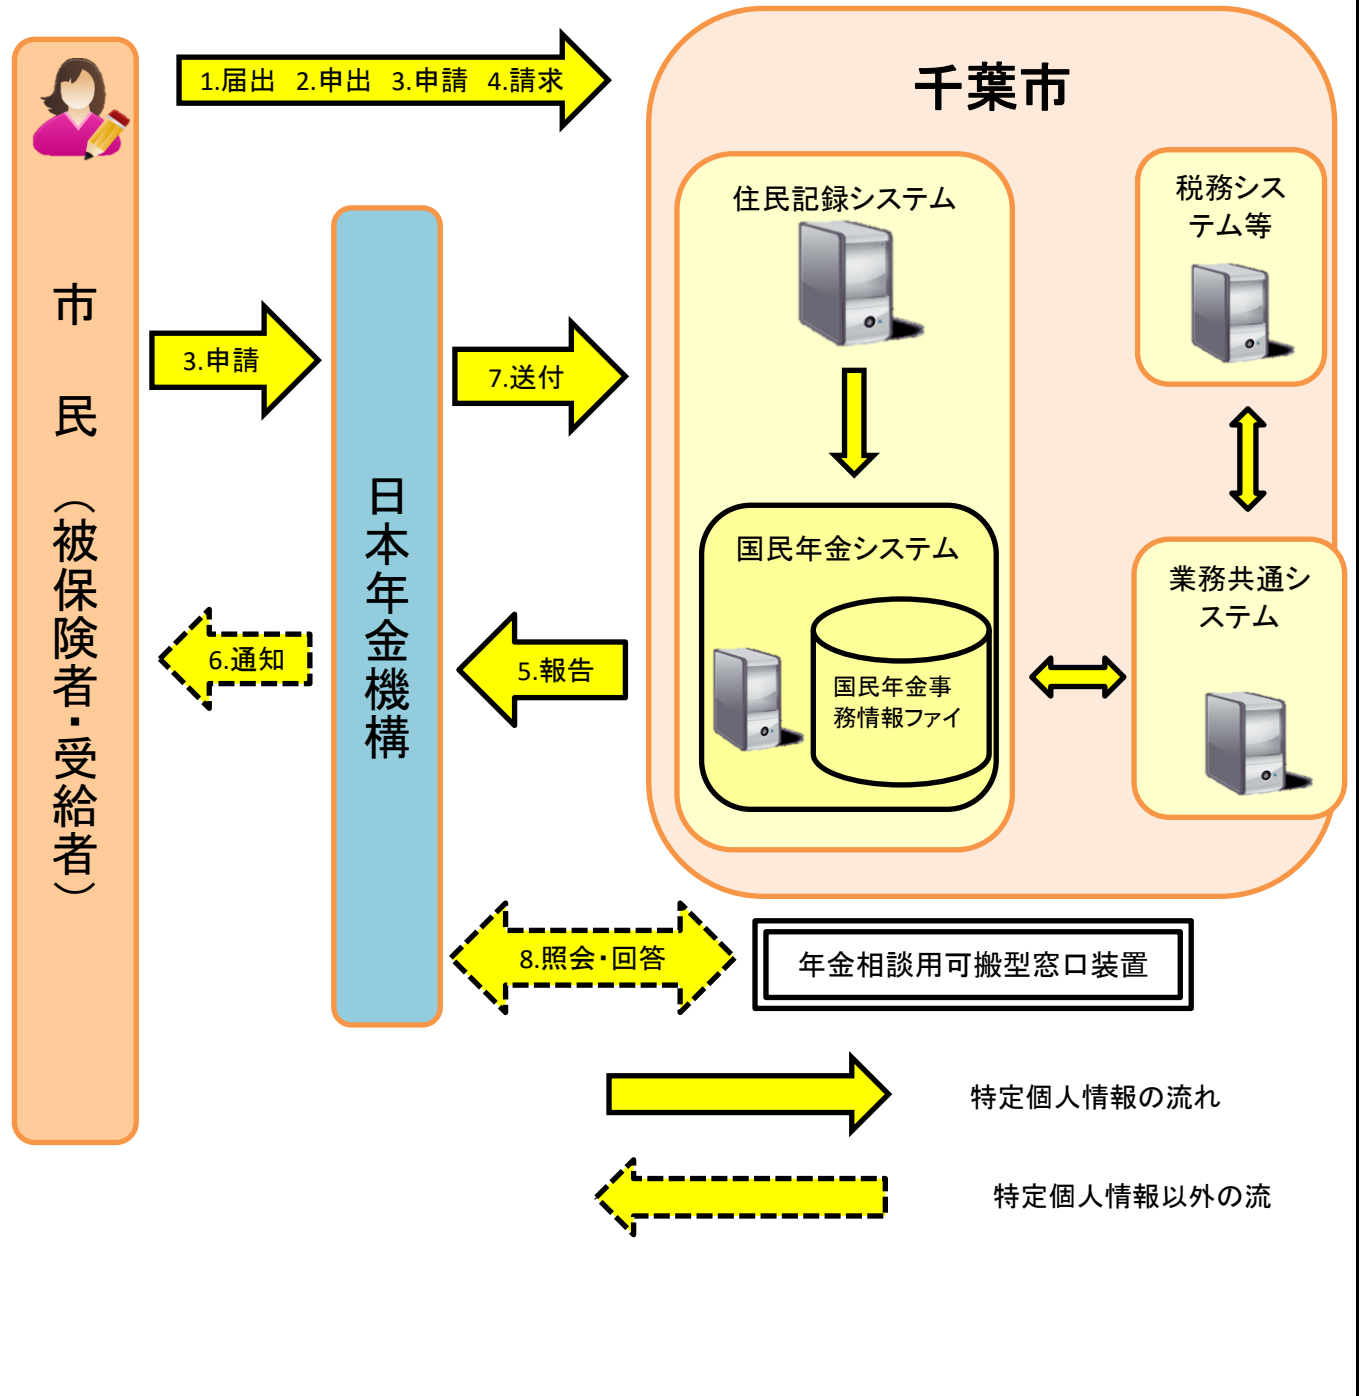 1.届出 2.申出 3.申請 4.請求
千葉市
住民記録システム
税務シス
テム等
市民(被保険者・受給者)
3.申請
7.送付
日本年金機構
国民年金システム
業務共通シ
ステム
6.通知
5.報告
国民年金事
務情報ファイ
8.照会・回答
年金相談用可搬型窓口装置
特定個人情報の流れ
特定個人情報以外の流